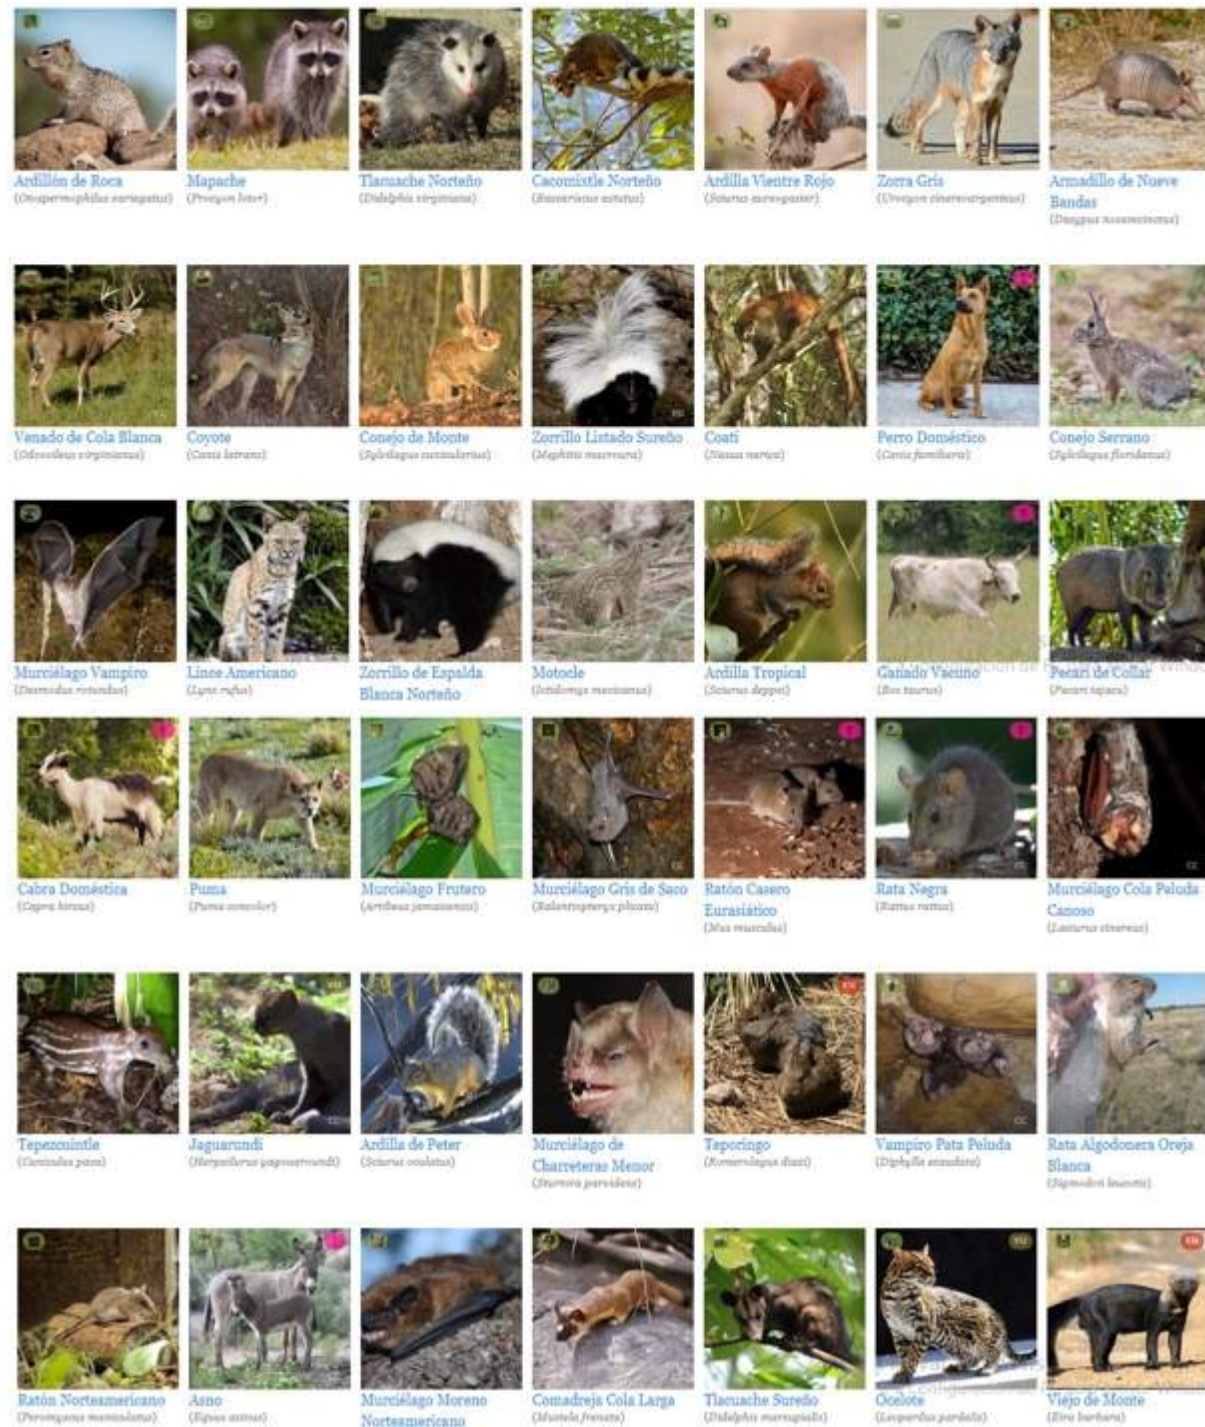 Ardillón de Roca
(Otospermophilus variegatus)
Mapache
(Procyon lotor)
Tlacuache Norteño
(Didelphis virginiana)
Cacomixtle Norteño
(Bassariscus astutus)
Ardilla Vientre Rojo
(Sciurus aureogaster)
Zorra Gris
(Urocyon cinereoargenteus)
Armadillo de Nueve
Bandas
(Dasypus novemcinctus)
Venado de Cola Blanca
(Odocoileus virginianus)
Coyote
(Canis latrans)
Conejo de Monte
(Sylvilagus cunicularius)
Zorrillo Listado Sureño
(Mephitis macroura)
Coatí
(Nasua narica)
Perro Doméstico
(Canis familiaris)
Conejo Serrano
(Sylvilagus floridanus)
Murciélago Vampiro
(Desmodus rotundus)
Lince Americano
(Lynx rufus)
Zorrillo de Espalda
Blanca Norteño
Motocle
(Ictidomys mexicanus)
Ardilla Tropical
(Sciurus deppei)
Ganado Vacuno
(Bos taurus)
Pecarí de Collar
(Pecari tajacu)
Cabra Doméstica
(Capra hircus)
Puma
(Puma concolor)
Murciélago Frutero
(Artibeus jamaicensis)
Murciélago Gris de Saco
(Balantiopteryx plicata)
Ratón Casero
Eurasiático
(Mus musculus)
Rata Negra
(Rattus rattus)
Murciélago Cola Peluda
Canoso
(Lasiurus cinereus)
Tepezcuintle
(Cuniculus paca)
Jaguarundi
(Herpailurus yagouaroundi)
Ardilla de Peter
(Sciurus oculatus)
Murciélago de
Charreteras Menor
(Sturnira parvidens)
Teporingo
(Romerolagus diazi)
Vampiro Pata Peluda
(Diphylla ecaudata)
Rata Algodonera Oreja
Blanca
(Sigmodon leucotis)
Ratón Norteamericano
(Peromyscus maniculatus)
Asno
(Equus asinus)
Murciélago Moreno
Norteamericano
Comadreja Cola Larga
(Mustela frenata)
Tlacuache Sureño
(Didelphis marsupialis)
Ocelote
(Leopardus pardalis)
Viejo de Monte
(Eira barbara)